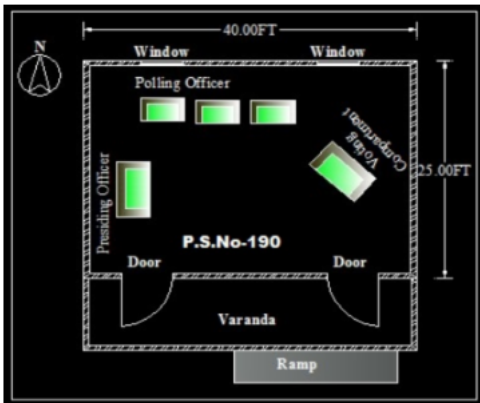 40.00FT
N
Window
Window
Polling Officer
Voting
Compartment
25.00FT
Presiding Officer
P.S.No-190
Door
Door
Varanda
Ramp